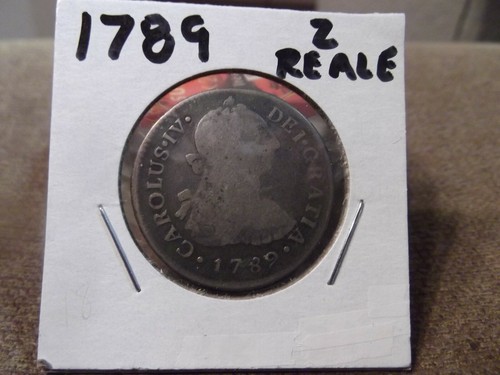 1789 2
REALE
·CAROLUS·IV· DEI·GRATIA·
·1789·